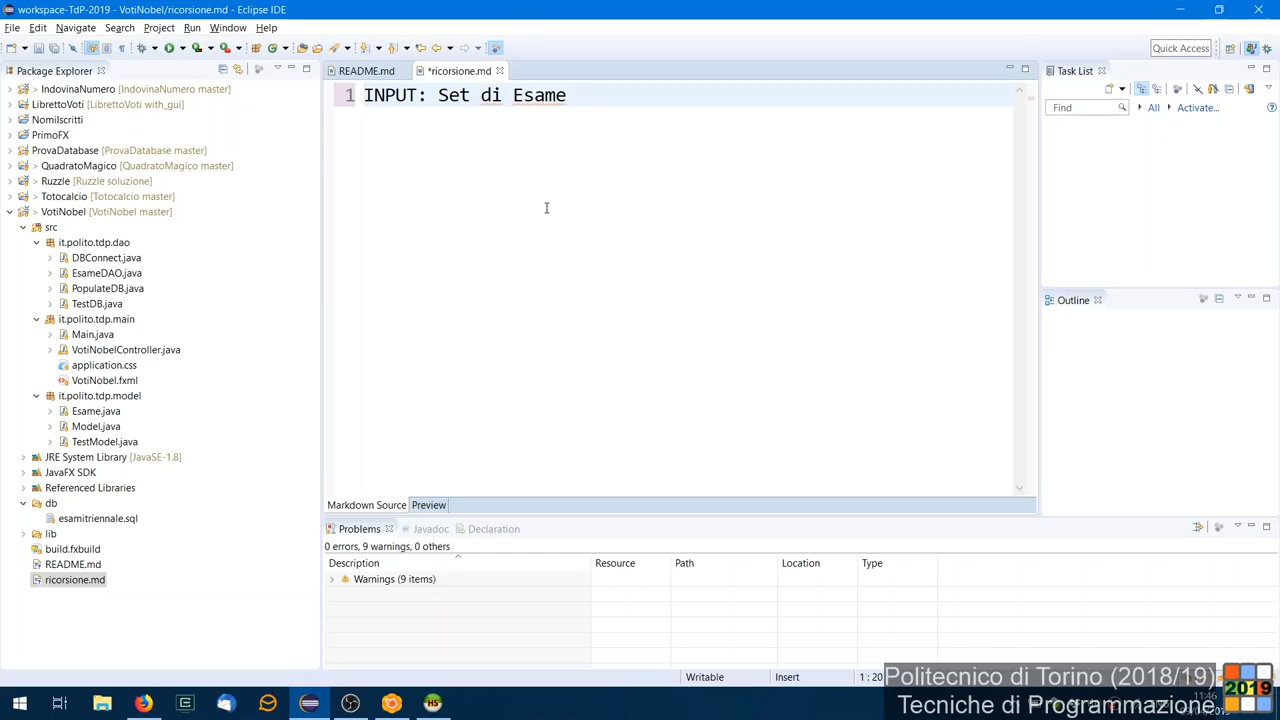 workspace-TdP-2019 - VotiNobel/ricorsione.md - Eclipse IDE
File Edit Navigate Search Project Run Window Help
Quick Access
Package Explorer
README.md
*ricorsione.md
Task List
IndovinaNumero [IndovinaNumero master]
LibrettoVoti [LibrettoVoti with_gui]
NomiIscritti
PrimoFX
ProvaDatabase [ProvaDatabase master]
> QuadratoMagico [QuadratoMagico master]
> Ruzzle [Ruzzle soluzione]
> Totocalcio [Totocalcio master]
> VotiNobel [VotiNobel master]
src
it.polito.tdp.dao
DBConnect.java
EsameDAO.java
PopulateDB.java
TestDB.java
it.polito.tdp.main
Main.java
VotiNobelController.java
application.css
VotiNobel.fxml
it.polito.tdp.model
Esame.java
Model.java
TestModel.java
JRE System Library [JavaSE-1.8]
JavaFX SDK
Referenced Libraries
db
esamitriennale.sql
lib
build.fxbuild
README.md
ricorsione.md
1 INPUT: Set di Esame
Find All Activate...
Outline
Markdown Source Preview
Problems Javadoc Declaration
0 errors, 9 warnings, 0 others
Description Resource Path Location Type
Warnings (9 items)
Writable Insert 1 : 20
Politecnico di Torino (2018/19)
Tecniche di Programmazione
2019
11:46